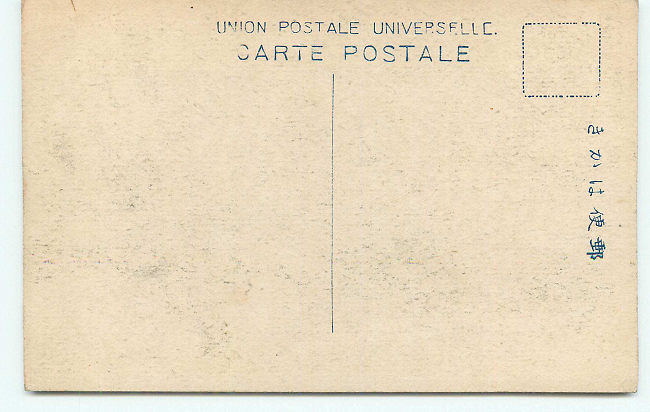 UNION POSTALE UNIVERSELLE.
CARTE POSTALE
郵便はかき